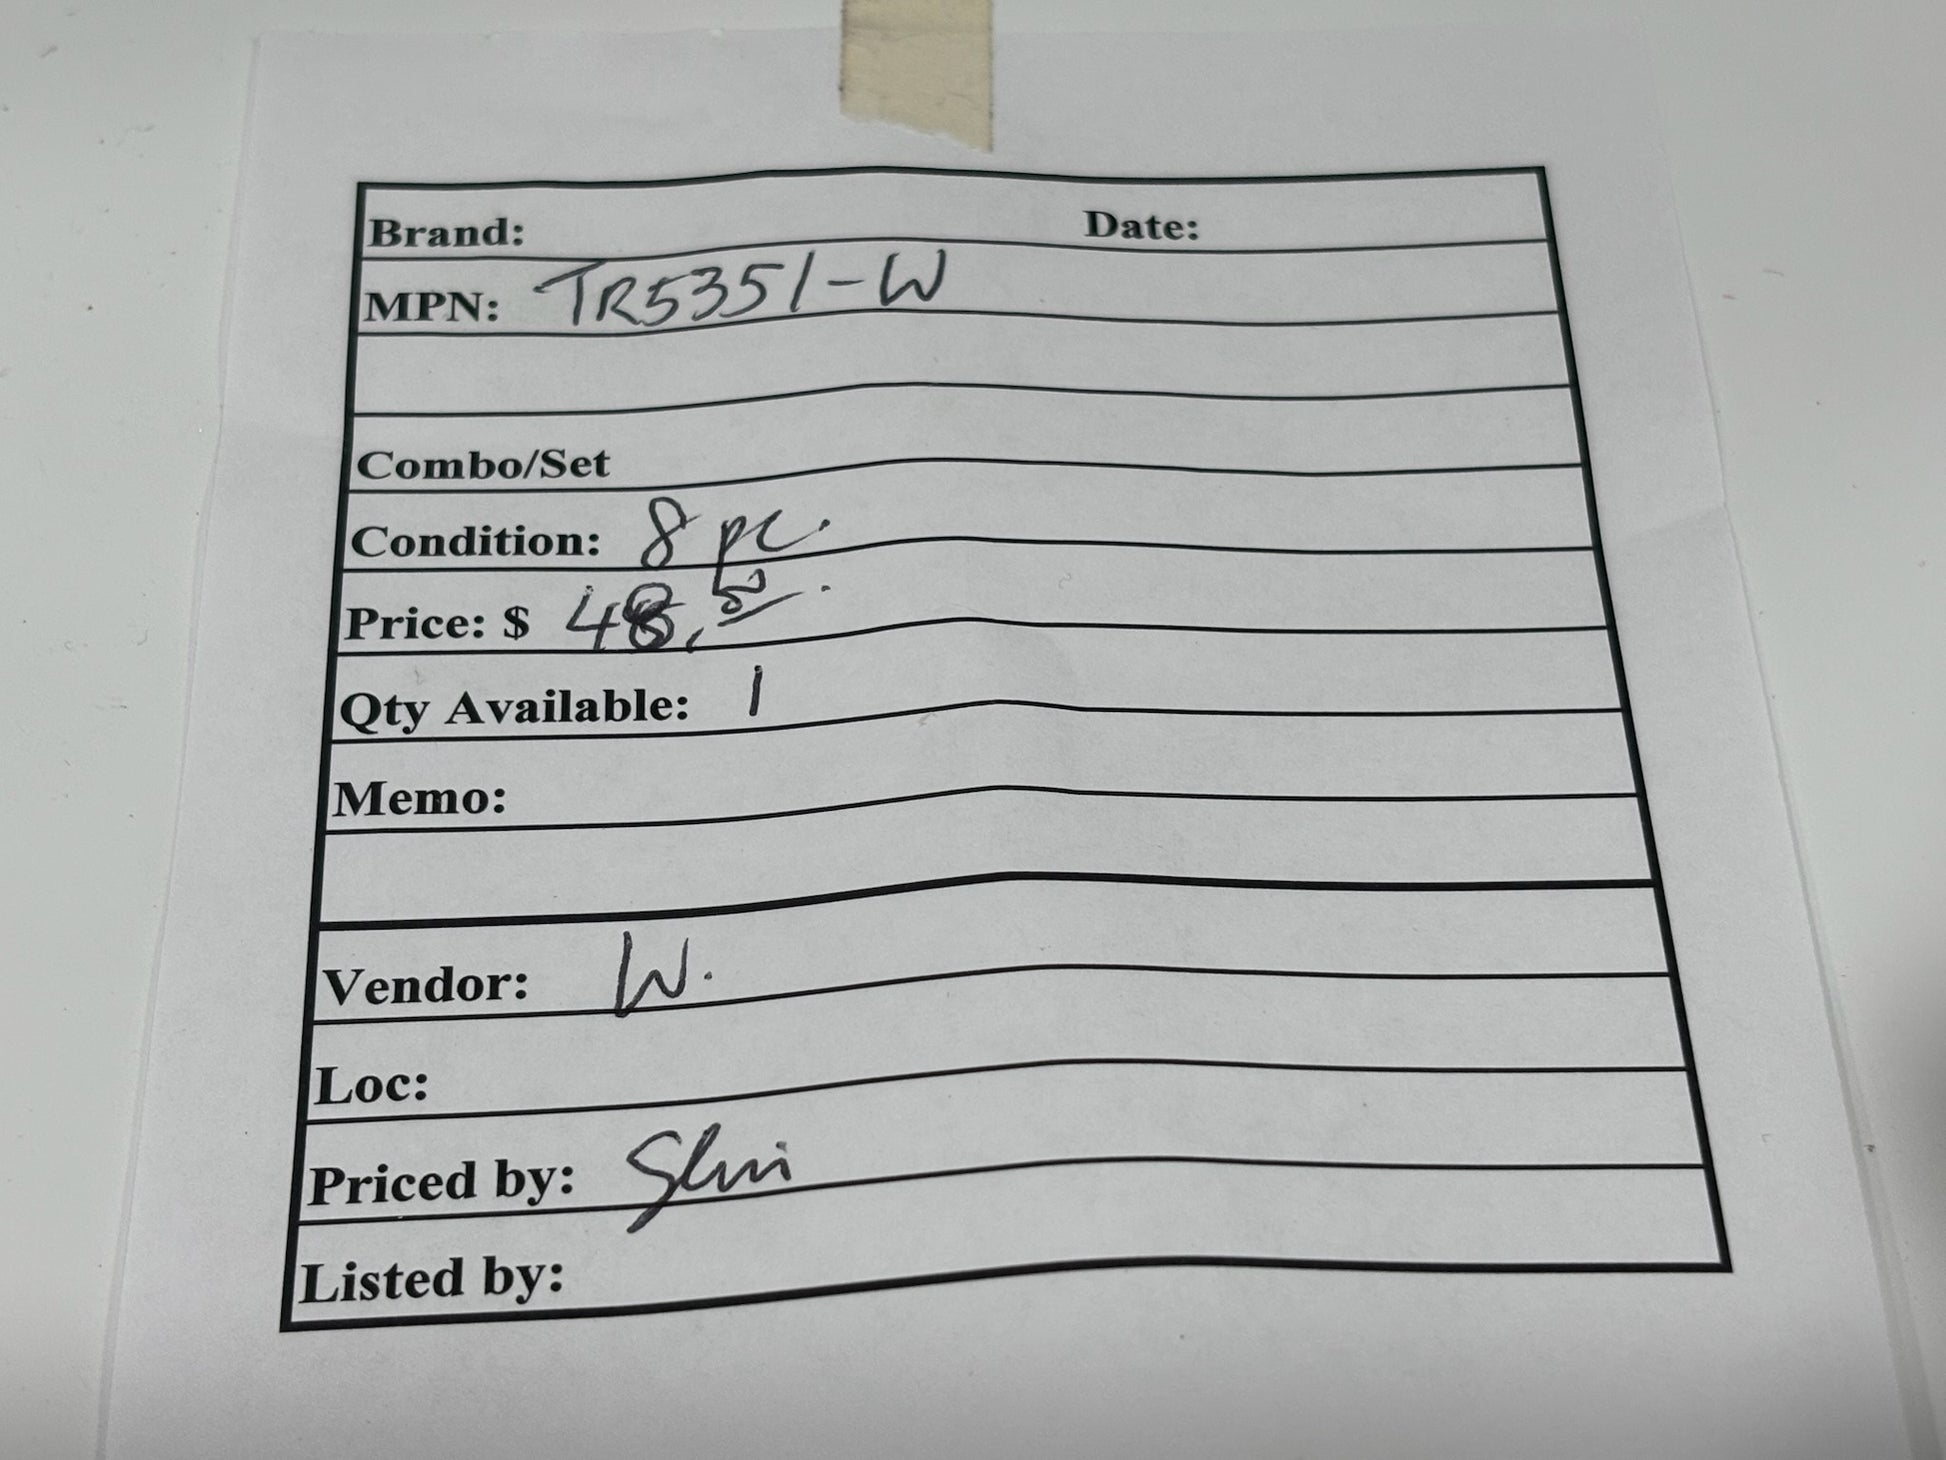 Brand: Date:
MPN: TR5351-W
Combo/Set
Condition: 8 pc.
Price: $ 48.50
Qty Available: 1
Memo:
Vendor: W.
Loc:
Priced by:
Listed by: